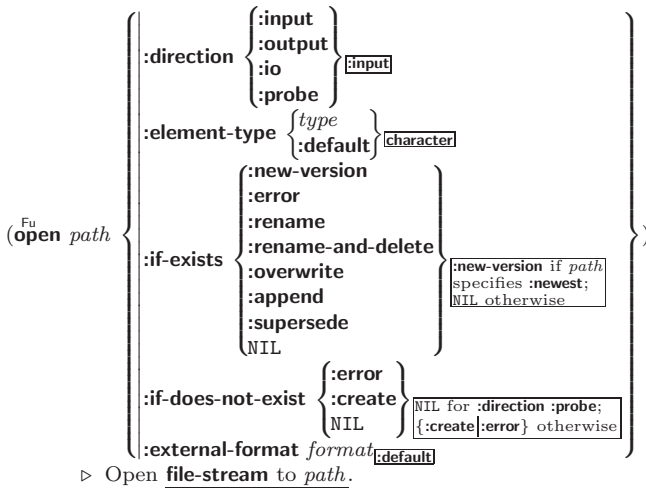 :input
:output
:direction :io :input
:probe
:element-type type character
:default
:new-version
:error
:rename
Fu
(open path :if-exists :rename-and-delete
:overwrite :new-version if path
:append specifies :newest;
:supersede NIL otherwise
NIL
:error
:if-does-not-exist :create NIL for :direction :probe;
NIL {:create|:error} otherwise
:external-format format :default )
▷ Open file-stream to path.